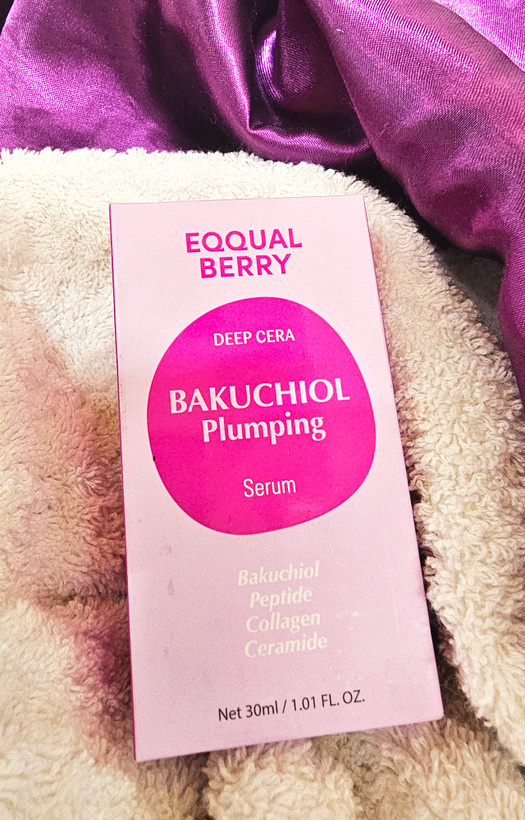 EQQUAL
BERRY
DEEP CERA
BAKUCHIOL
Plumping
Serum
Bakuchiol
Peptide
Collagen
Ceramide
Net 30ml / 1.01 FL. OZ.